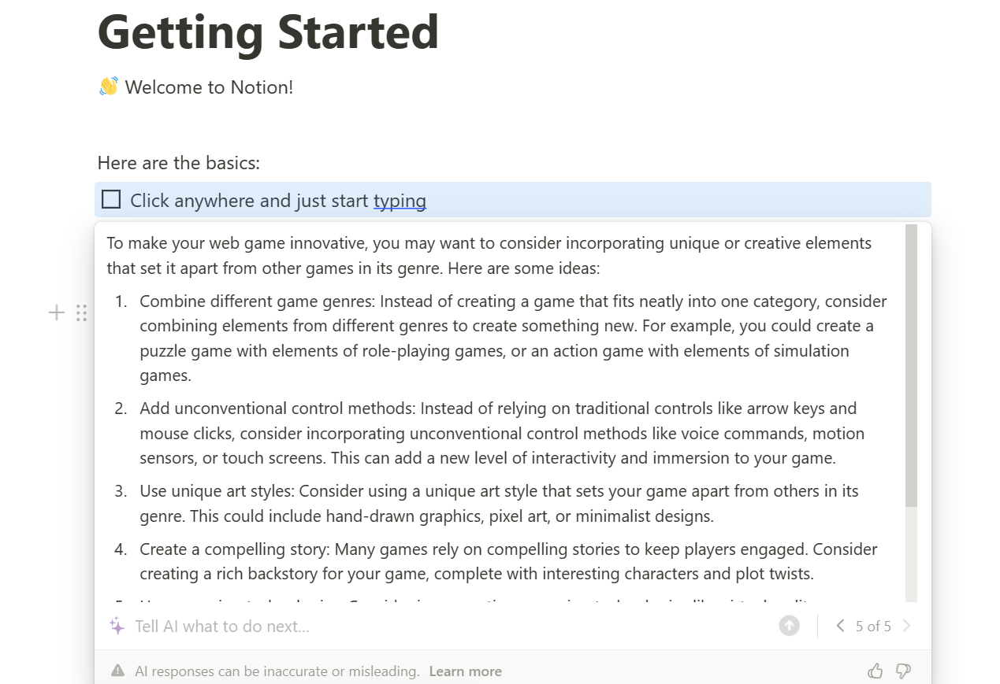 Getting Started
👋 Welcome to Notion!
Here are the basics:
Click anywhere and just start typing
To make your web game innovative, you may want to consider incorporating unique or creative elements
that set it apart from other games in its genre. Here are some ideas:
1. Combine different game genres: Instead of creating a game that fits neatly into one category, consider
combining elements from different genres to create something new. For example, you could create a
puzzle game with elements of role-playing games, or an action game with elements of simulation
games.
2. Add unconventional control methods: Instead of relying on traditional controls like arrow keys and
mouse clicks, consider incorporating unconventional control methods like voice commands, motion
sensors, or touch screens. This can add a new level of interactivity and immersion to your game.
3. Use unique art styles: Consider using a unique art style that sets your game apart from others in its
genre. This could include hand-drawn graphics, pixel art, or minimalist designs.
4. Create a compelling story: Many games rely on compelling stories to keep players engaged. Consider
creating a rich backstory for your game, complete with interesting characters and plot twists.
Tell AI what to do next...
5 of 5
AI responses can be inaccurate or misleading. Learn more